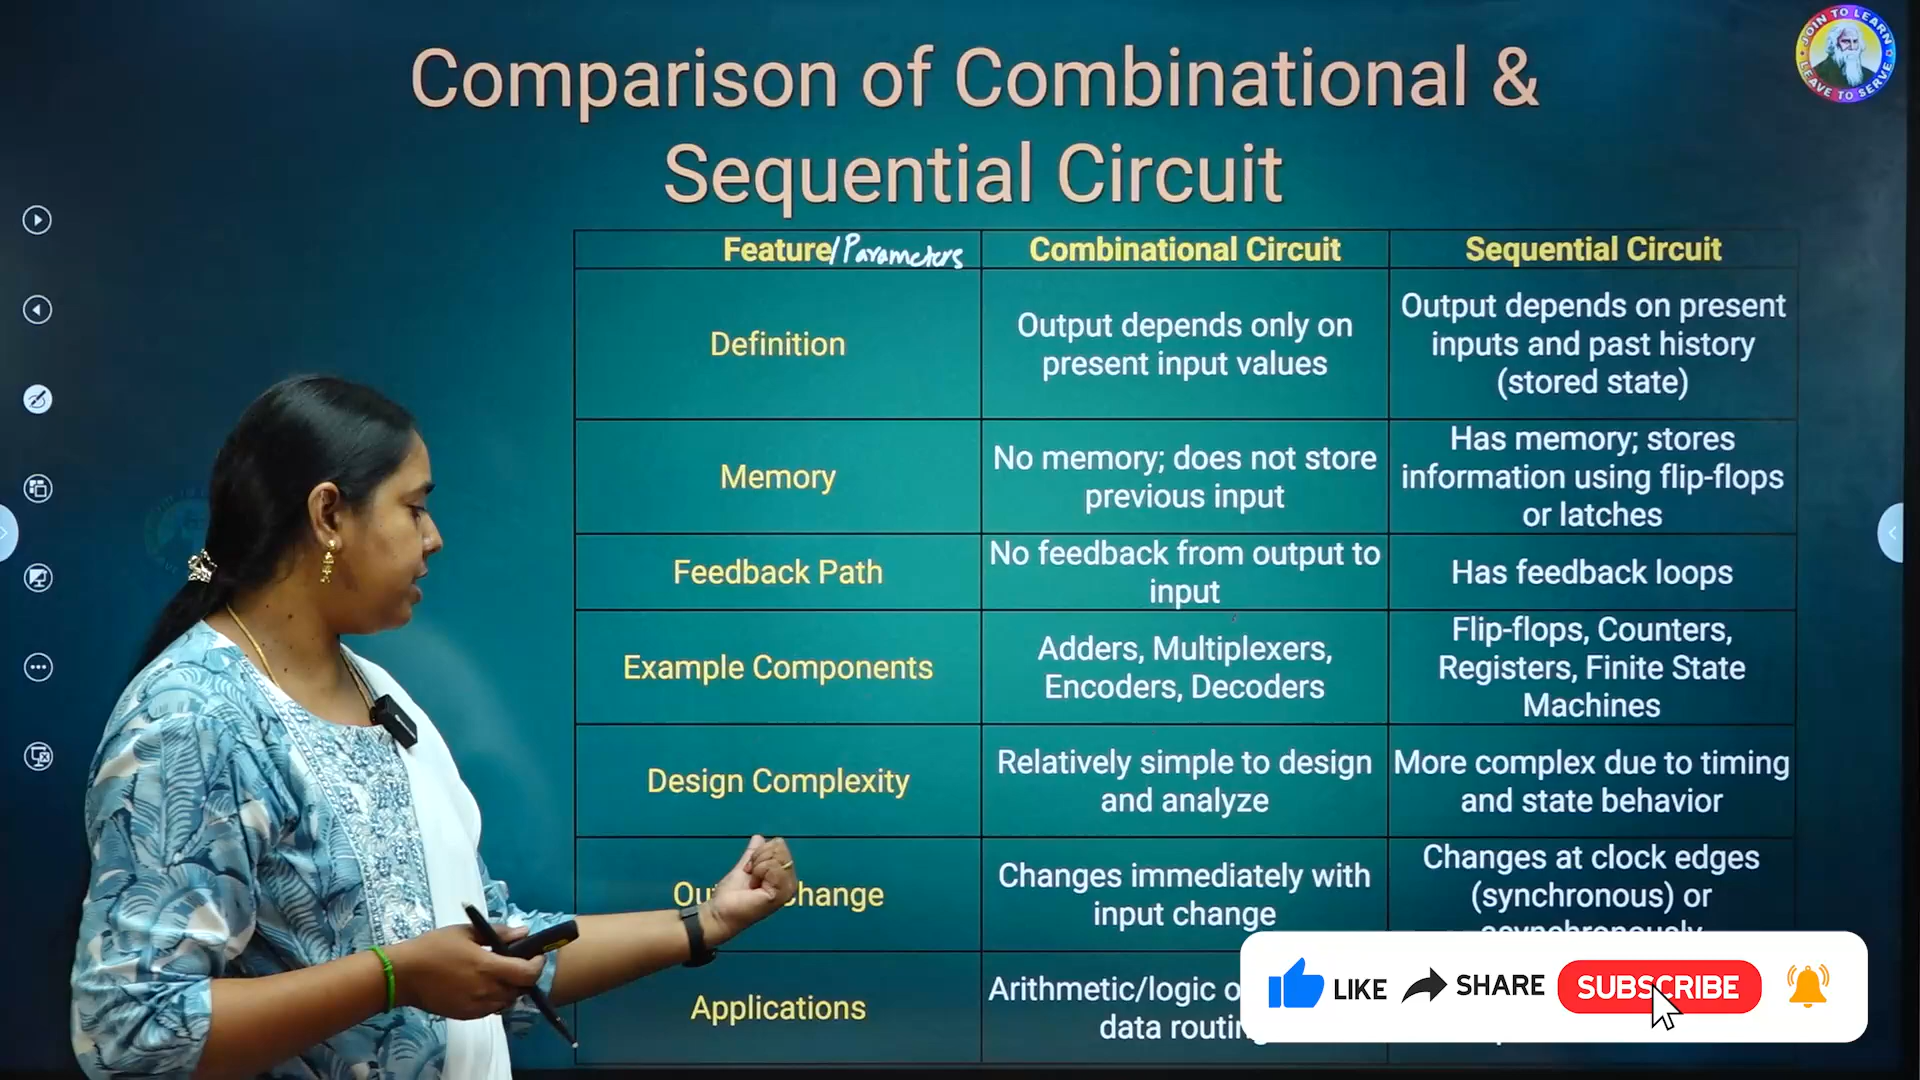 JOIN TO LEARN
LEAVE TO SERVE
Comparison of Combinational &
Sequential Circuit
Feature/Parameters
Combinational Circuit
Sequential Circuit
Definition
Output depends only on
present input values
Output depends on present
inputs and past history
(stored state)
Memory
No memory; does not store
previous input
Has memory; stores
information using flip-flops
or latches
Feedback Path
No feedback from output to
input
Has feedback loops
Example Components
Adders, Multiplexers,
Encoders, Decoders
Flip-flops, Counters,
Registers, Finite State
Machines
Design Complexity
Relatively simple to design
and analyze
More complex due to timing
and state behavior
Change
Changes immediately with
input change
Changes at clock edges
(synchronous) or
asynchronously
Applications
Arithmetic/logic
data
LIKE
SHARE
SUBSCRIBE